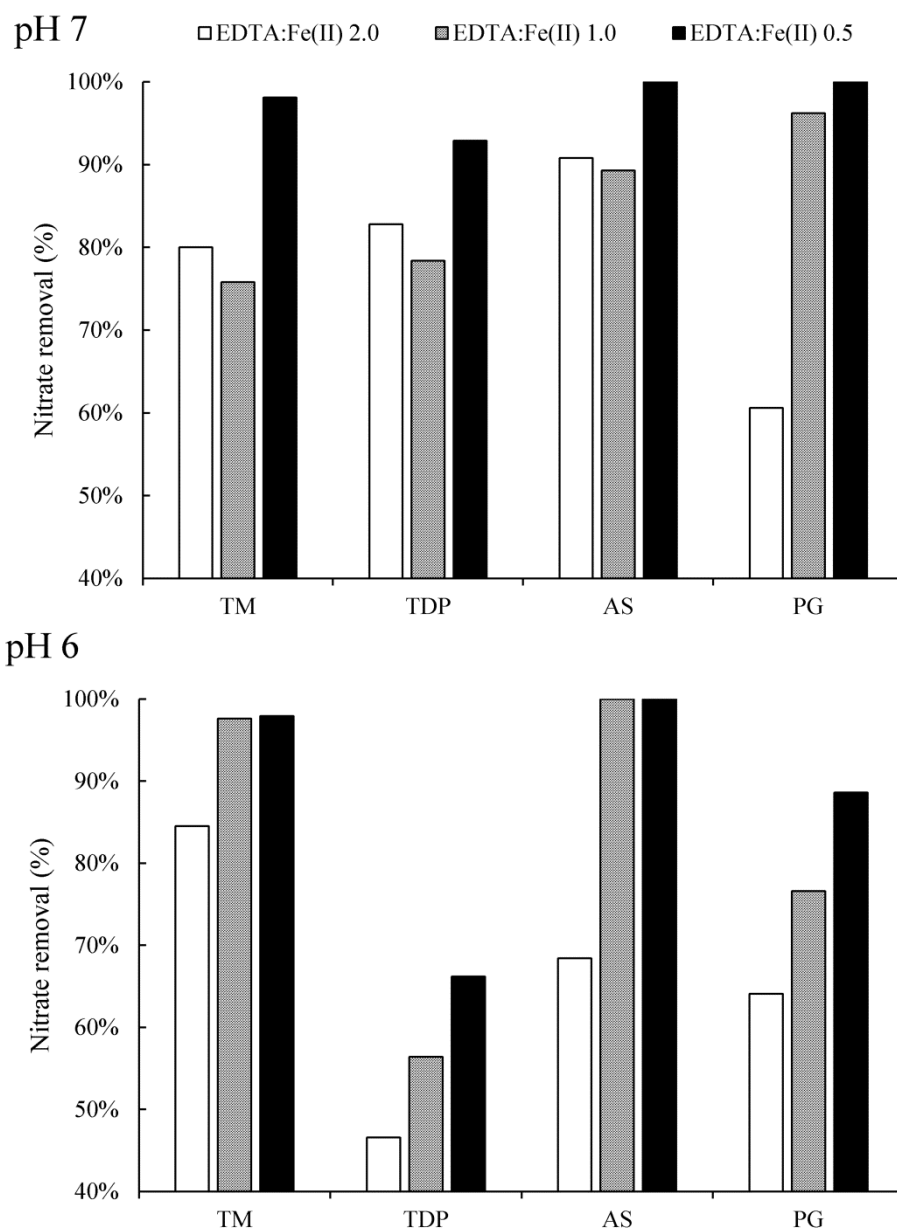 pH 7
EDTA:Fe(II) 2.0 EDTA:Fe(II) 1.0 EDTA:Fe(II) 0.5
Nitrate removal (%)
100%
90%
80%
70%
60%
50%
40%
TM TDP AS PG
pH 6
Nitrate removal (%)
100%
90%
80%
70%
60%
50%
40%
TM TDP AS PG